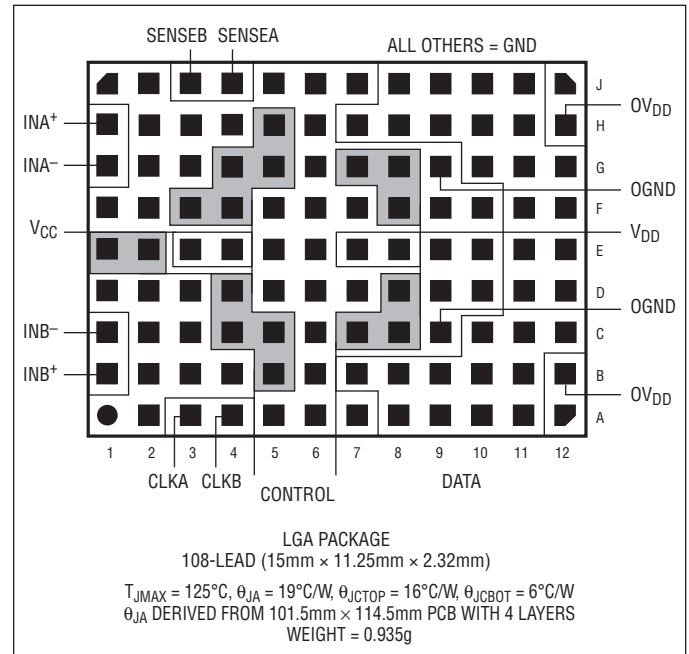 SENSEB SENSEA
ALL OTHERS = GND
J
INA+
H
OVDD
INA–
G
OGND
F
VCC
E
VDD
D
OGND
INB–
C
INB+
B
OVDD
A
1 2 3 4 5 6 7 8 9 10 11 12
CLKA CLKB
CONTROL
DATA
LGA PACKAGE
108-LEAD (15mm × 11.25mm × 2.32mm)
TJMAX = 125°C, θJA = 19°C/W, θJCTOP = 16°C/W, θJCBOT = 6°C/W
θJA DERIVED FROM 101.5mm × 114.5mm PCB WITH 4 LAYERS
WEIGHT = 0.935g